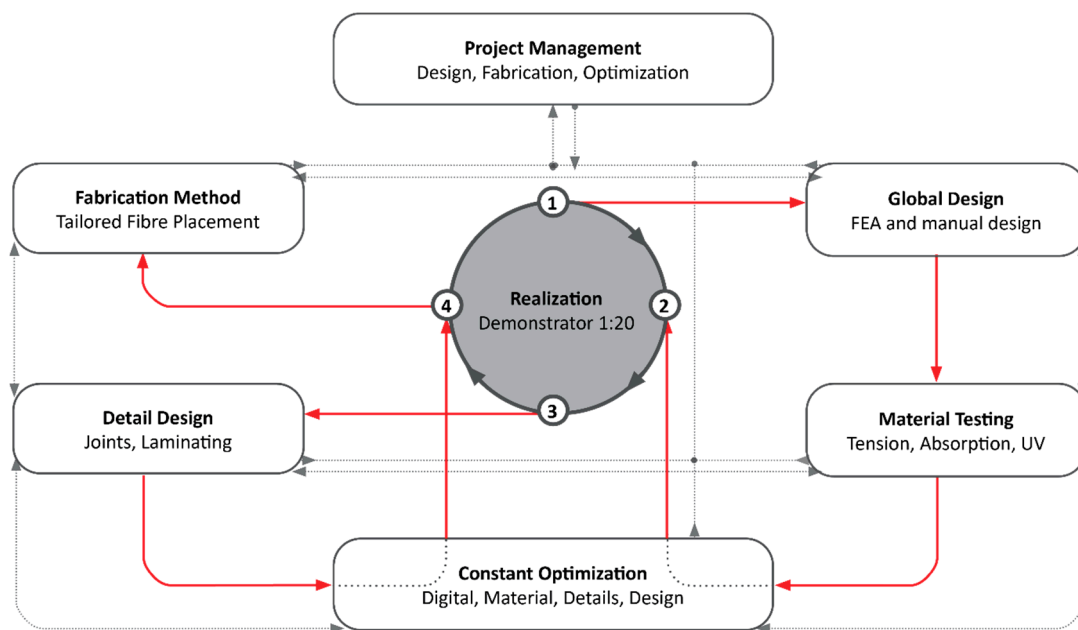 Project Management
Design, Fabrication, Optimization
Fabrication Method
Tailored Fibre Placement
Global Design
FEA and manual design
1
4
Realization
Demonstrator 1:20
2
3
Detail Design
Joints, Laminating
Material Testing
Tension, Absorption, UV
Constant Optimization
Digital, Material, Details, Design